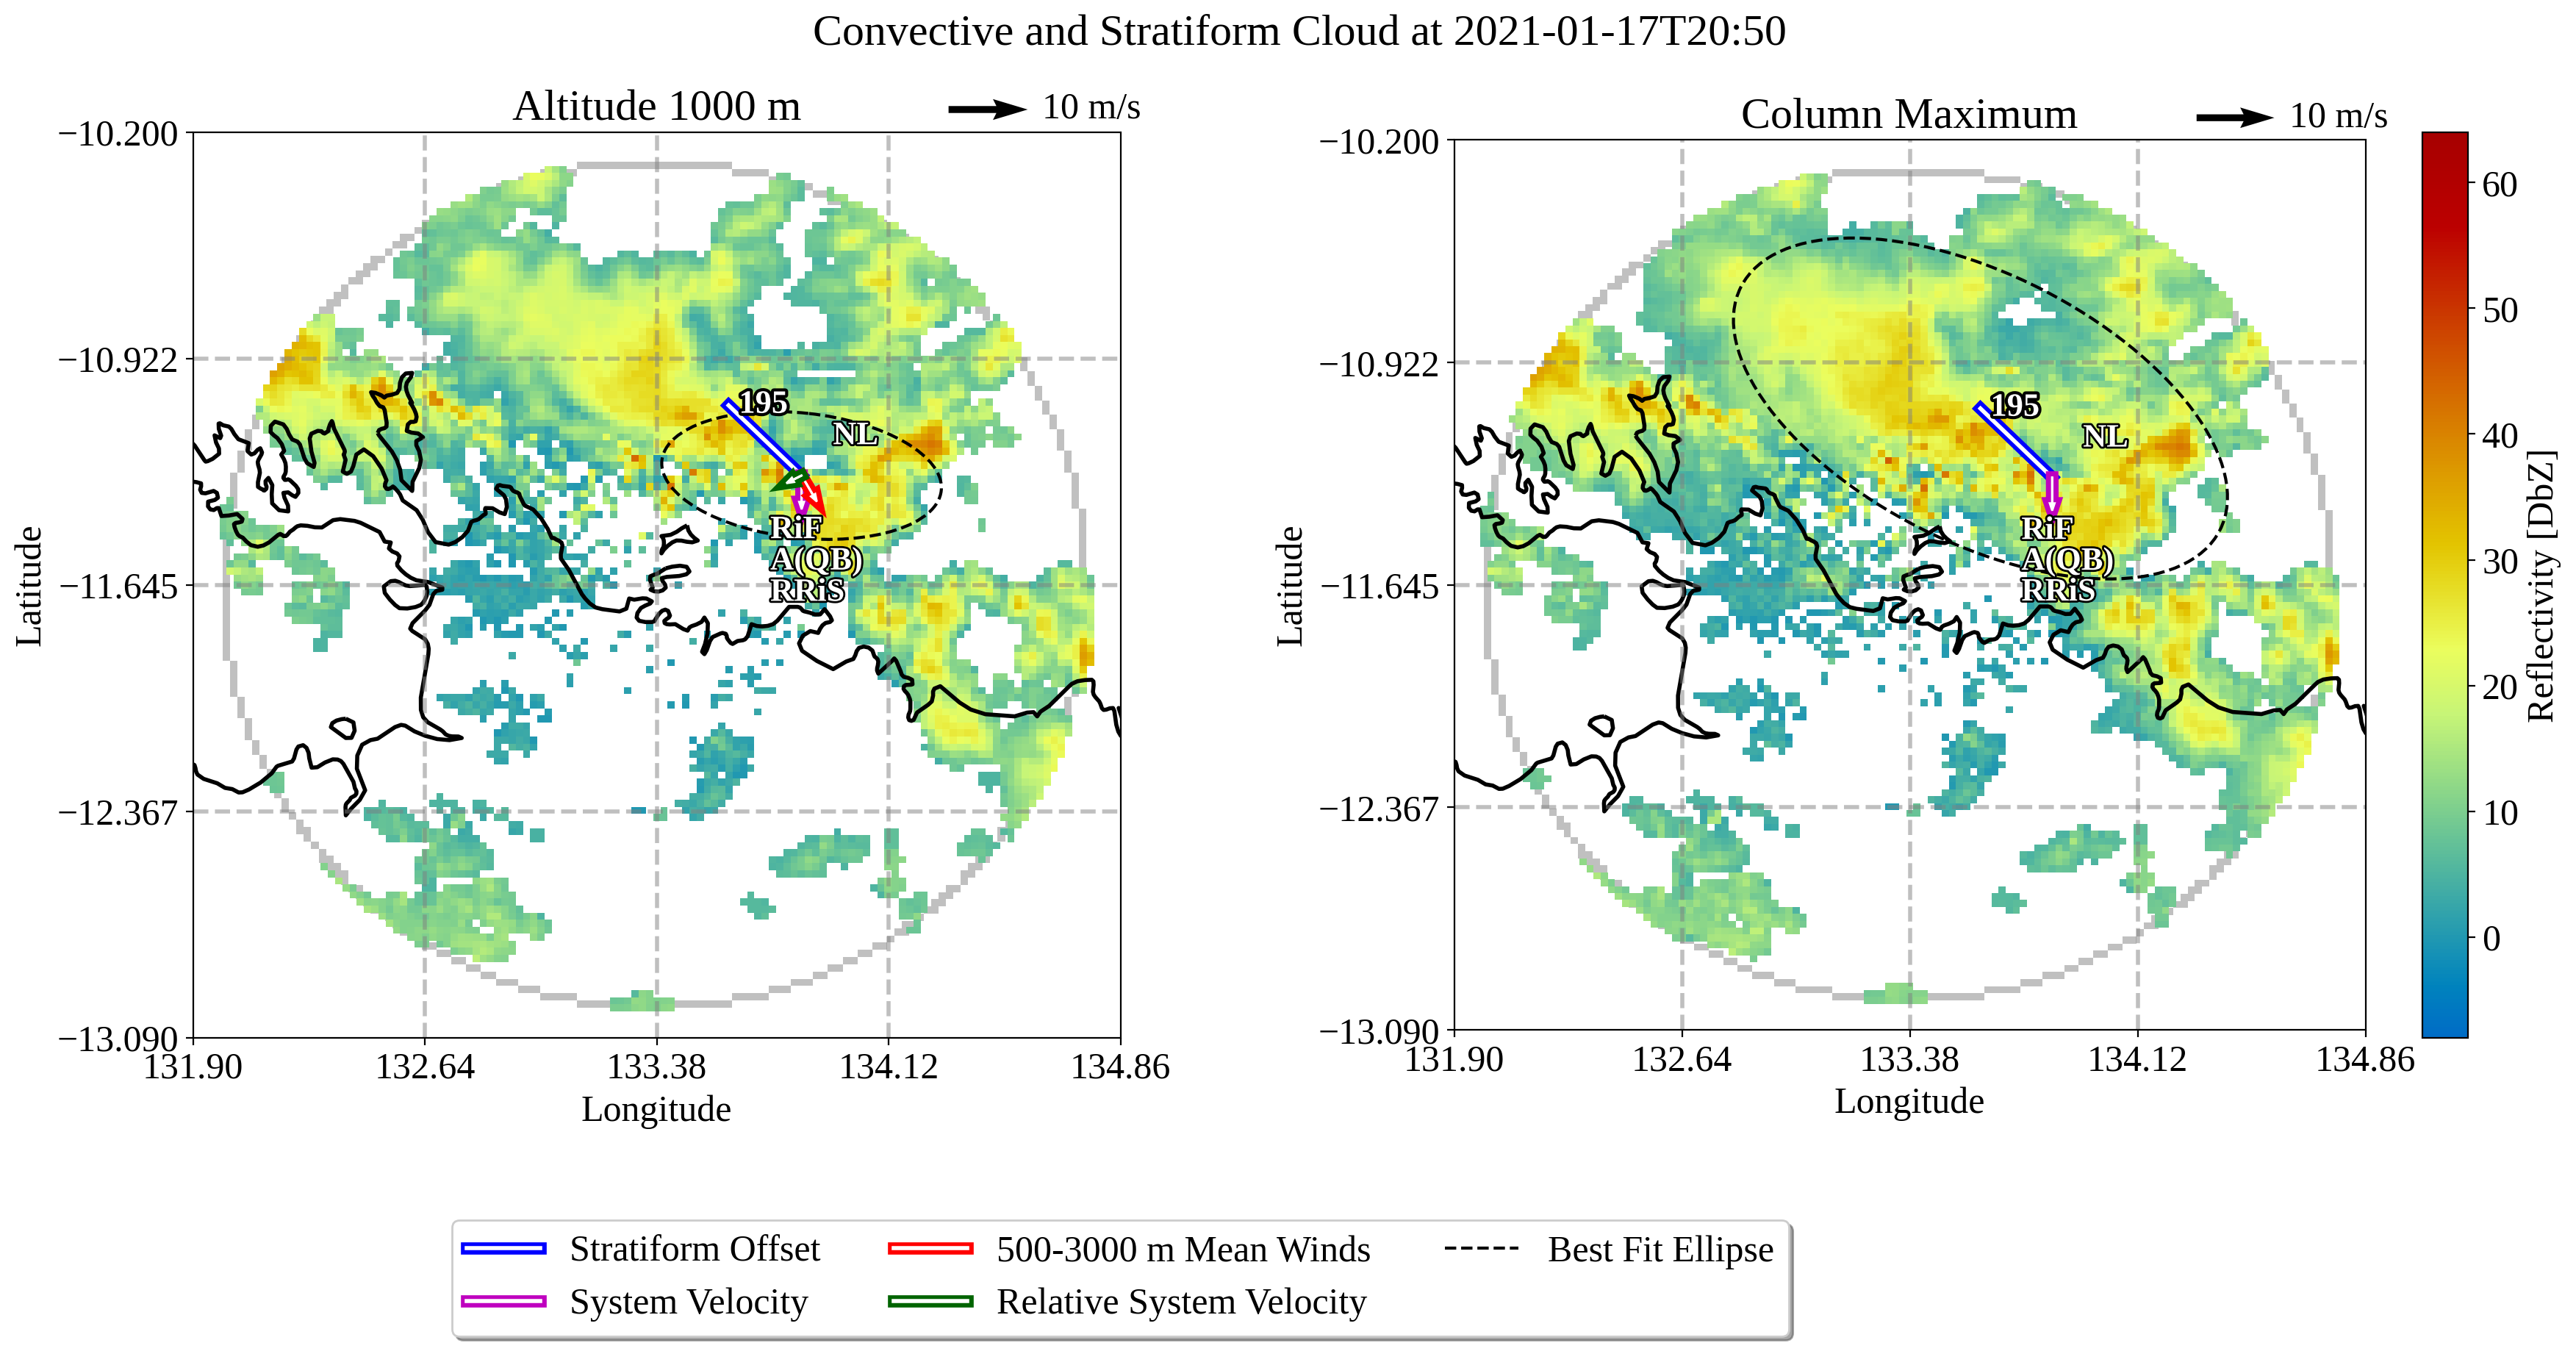 Convective and Stratiform Cloud at 2021-01-17T20:50
Altitude 1000 m
10 m/s
−10.200
−10.922
−11.645
−12.367
−13.090
Latitude
131.90
132.64
133.38
134.12
134.86
Longitude
195
NL
RiF
A(QB)
RRiS
Column Maximum
10 m/s
−10.200
−10.922
−11.645
−12.367
−13.090
Latitude
131.90
132.64
133.38
134.12
134.86
Longitude
195
NL
RiF
A(QB)
RRiS
60
50
40
30
20
10
0
Reflectivity [DbZ]
Stratiform Offset
System Velocity
500-3000 m Mean Winds
Relative System Velocity
Best Fit Ellipse